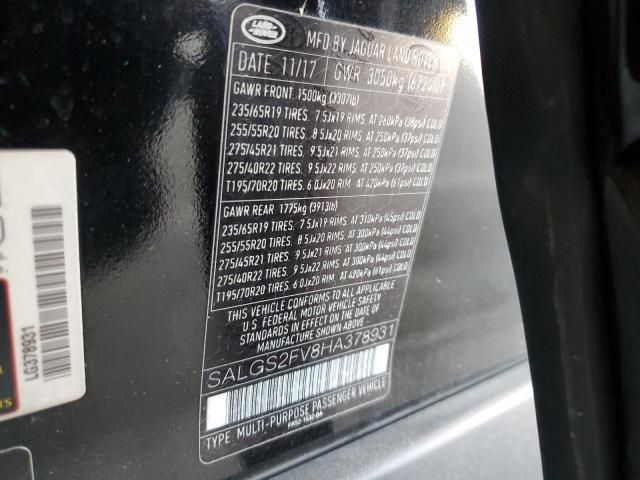 LAND ROVER
MFD BY JAGUAR LAND ROVER
DATE 11/17 GWR 3050kg
GAWR FRONT 1500kg (3307lb)
235/65R19 TIRES. 7.5Jx19 RIMS. AT 260kPa (38psi) COLD
255/55R20 TIRES. 8.5Jx20 RIMS AT 250kPa (37psi) COLD
275/45R21 TIRES. 9.5Jx21 RIMS AT 250kPa (37psi) COLD
275/40R22 TIRES. 9.5Jx22 RIMS AT 250kPa (37psi) COLD
T195/70R20 TIRES. 6.0Jx20 RIM. AT 420kPa (61psi) COLD
GAWR REAR 1775kg (3913lb)
235/65R19 TIRES. 7.5Jx19 RIMS. AT 310kPa (45psi) COLD
255/55R20 TIRES. 8.5Jx20 RIMS. AT 300kPa (44psi) COLD
275/45R21 TIRES. 9.5Jx21 RIMS. AT 300kPa (44psi) COLD
275/40R22 TIRES. 9.5Jx22 RIMS. AT 300kPa (44psi) COLD
T195/70R20 TIRES. 6.0Jx20 RIM. AT 420kPa (61psi) COLD
THIS VEHICLE CONFORMS TO ALL APPLICABLE
U.S. FEDERAL MOTOR VEHICLE SAFETY
STANDARDS IN EFFECT ON THE DATE OF
MANUFACTURE SHOWN ABOVE
SALGS2FV8HA378931
TYPE: MULTI-PURPOSE PASSENGER VEHICLE
LG378931